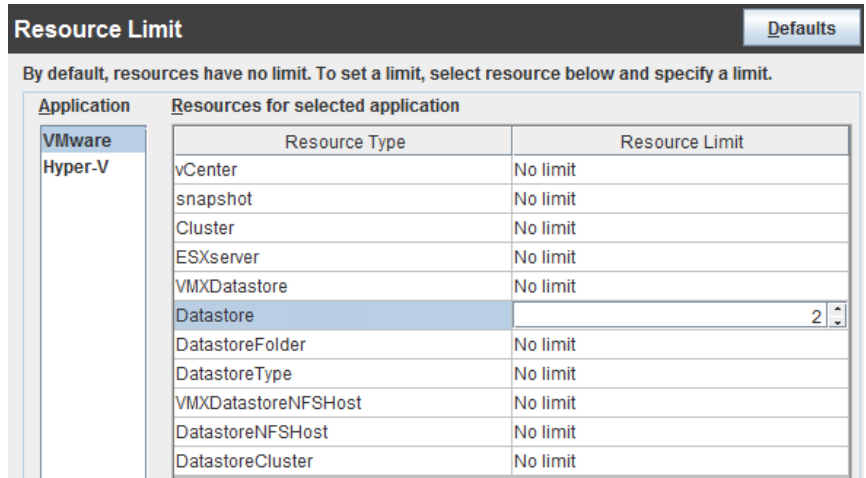 Resource Limit Defaults
By default, resources have no limit. To set a limit, select resource below and specify a limit.
Application Resources for selected application
VMware Resource Type Resource Limit
Hyper-V vCenter No limit
snapshot No limit
Cluster No limit
ESXserver No limit
VMXDatastore No limit
Datastore 2
DatastoreFolder No limit
DatastoreType No limit
VMXDatastoreNFSHost No limit
DatastoreNFSHost No limit
DatastoreCluster No limit